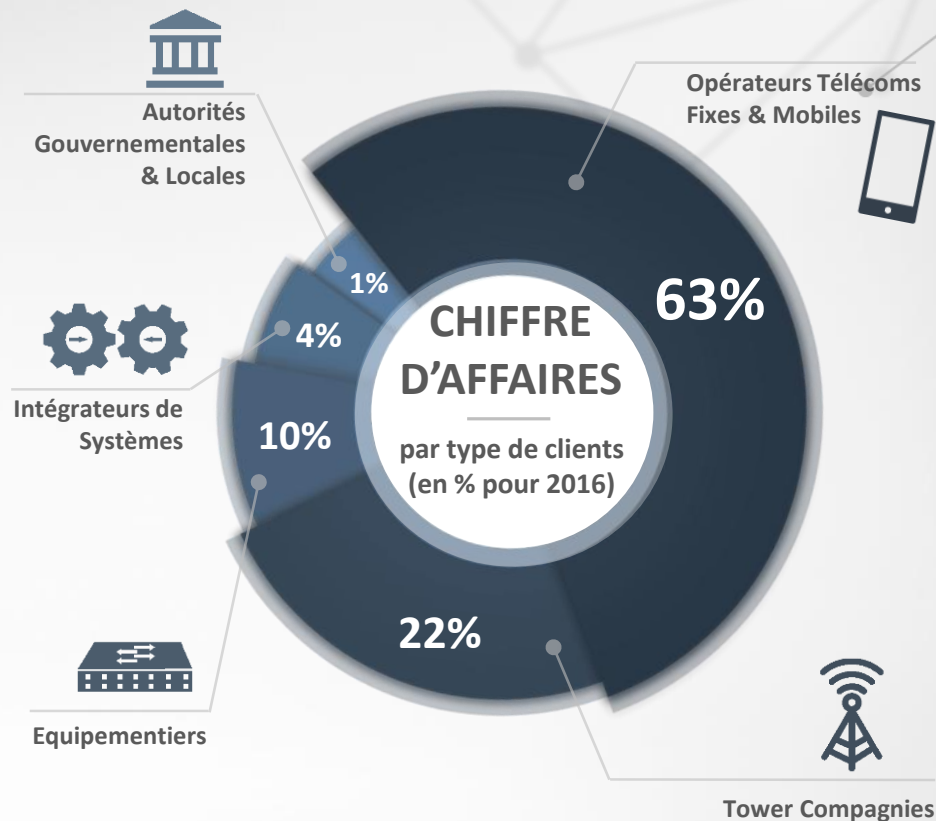 Autorités
Gouvernementales
& Locales
Opérateurs Télécoms
Fixes & Mobiles
1%
63%
4%
CHIFFRE
D’AFFAIRES
par type de clients
(en % pour 2016)
Intégrateurs de
Systèmes
10%
22%
Equipementiers
Tower Compagnies